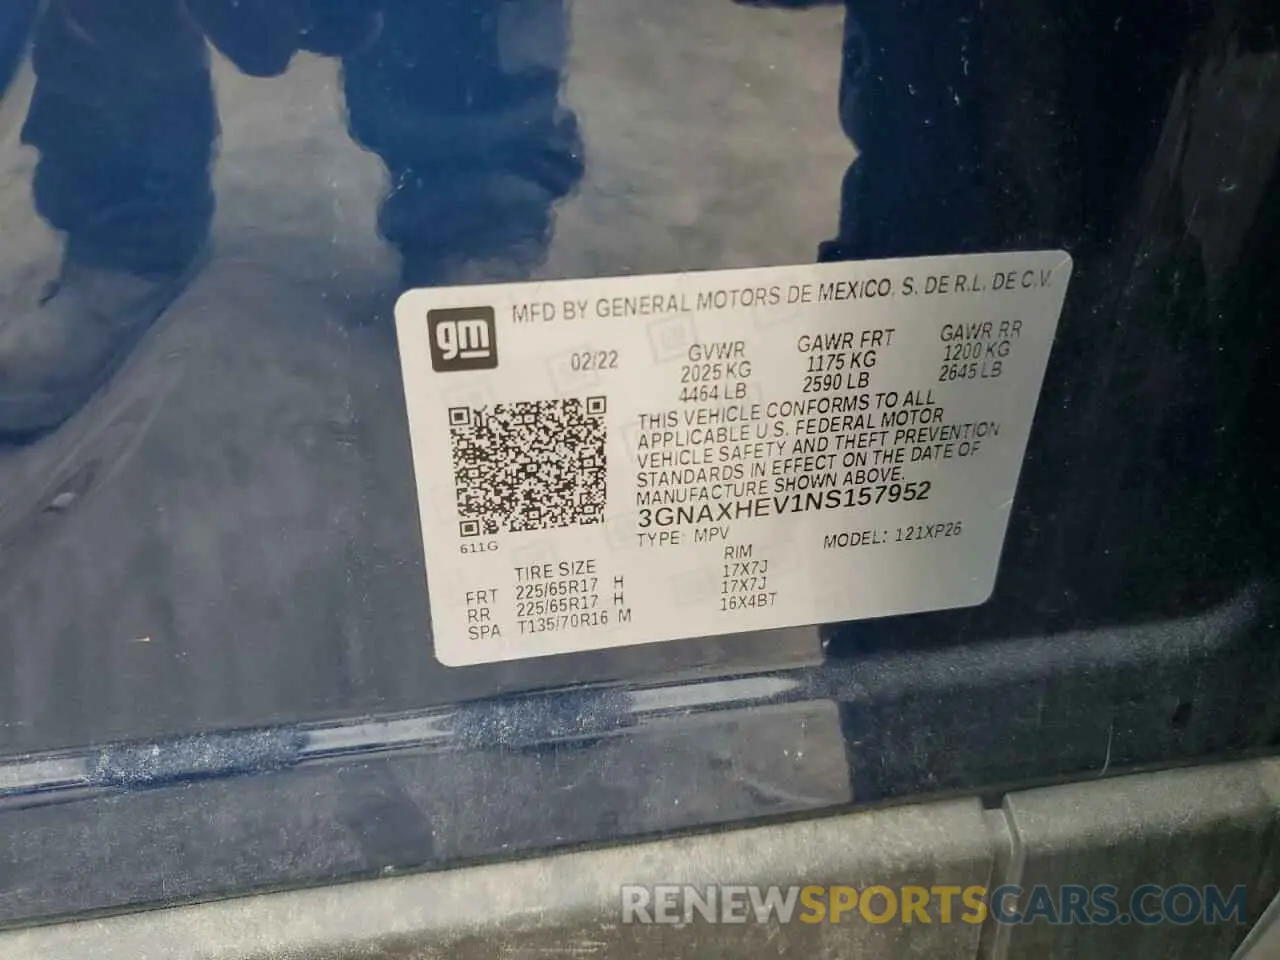 gm
MFD BY GENERAL MOTORS DE MEXICO, S. DE R.L. DE C.V.
02/22
GVWR GAWR FRT GAWR RR
2025 KG 1175 KG 1200 KG
4464 LB 2590 LB 2645 LB
THIS VEHICLE CONFORMS TO ALL
APPLICABLE U.S. FEDERAL MOTOR
VEHICLE SAFETY AND THEFT PREVENTION
STANDARDS IN EFFECT ON THE DATE OF
MANUFACTURE SHOWN ABOVE.
3GNAXHEV1NS157952
TYPE: MPV MODEL: 121XP26
611G
TIRE SIZE RIM
FRT 225/65R17 H 17X7J
RR 225/65R17 H 17X7J
SPA T135/70R16 M 16X4BT
RENEWSPORTSCARS.COM